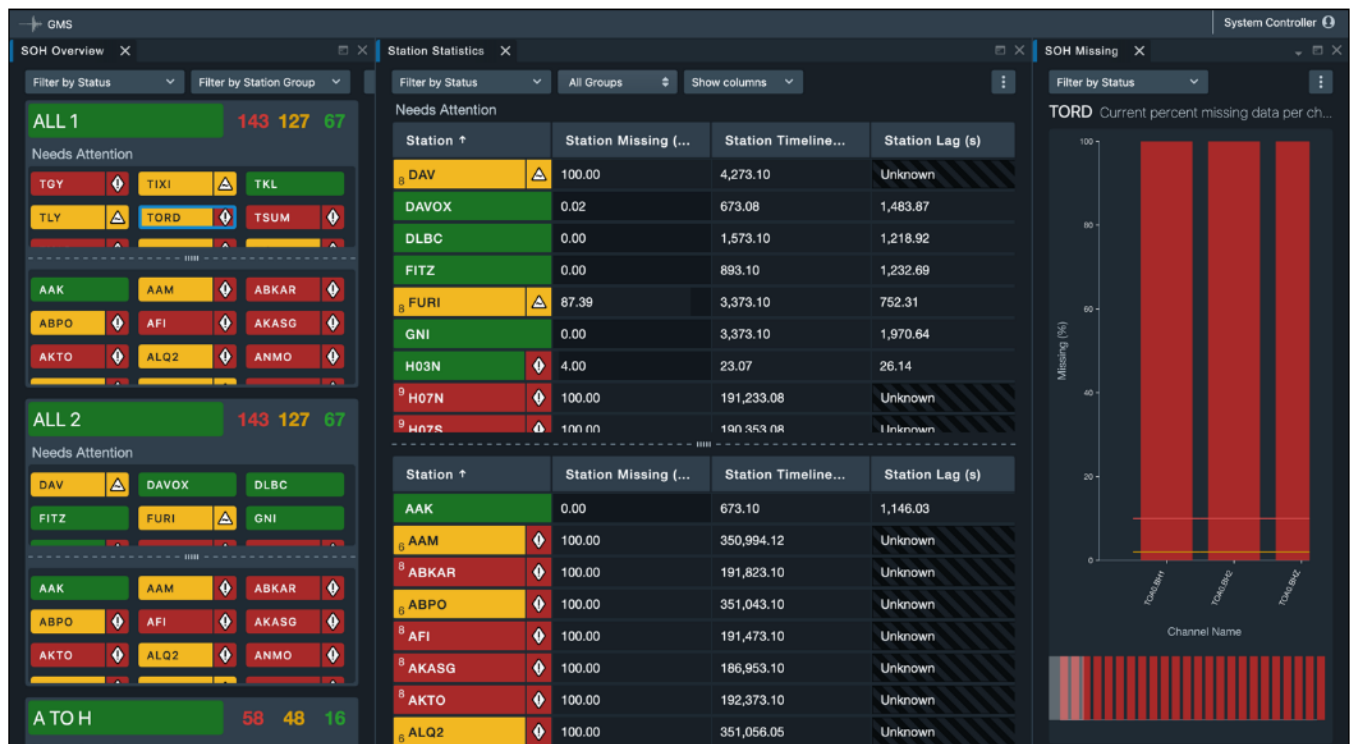 GMS
System Controller
SOH Overview
Filter by Status
Filter by Station Group
ALL 1
143 127 67
Needs Attention
TGY TIXI TKL
TLY TORD TSUM
AAK AAM ABKAR
ABPO AFI AKASG
AKTO ALQ2 ANMO
ALL 2
143 127 67
Needs Attention
DAV DAVOX DLBC
FITZ FURI GNI
AAK AAM ABKAR
ABPO AFI AKASG
AKTO ALQ2 ANMO
A TO H
58 48 16
Station Statistics
Filter by Status
All Groups
Show columns
Needs Attention
Station ↑ Station Missing (... Station Timeline... Station Lag (s)
8 DAV 100.00 4,273.10 Unknown
DAVOX 0.02 673.08 1,483.87
DLBC 0.00 1,573.10 1,218.92
FITZ 0.00 893.10 1,232.69
8 FURI 87.39 3,373.10 752.31
GNI 0.00 3,373.10 1,970.64
H03N 4.00 23.07 26.14
9 H07N 100.00 191,233.08 Unknown
9 H07S 100.00 190,353.08 Unknown
Station ↑ Station Missing (... Station Timeline... Station Lag (s)
AAK 0.00 673.10 1,146.03
6 AAM 100.00 350,994.12 Unknown
8 ABKAR 100.00 191,823.10 Unknown
6 ABPO 100.00 351,043.10 Unknown
8 AFI 100.00 191,473.10 Unknown
8 AKASG 100.00 186,953.10 Unknown
8 AKTO 100.00 192,373.10 Unknown
6 ALQ2 100.00 351,056.05 Unknown
SOH Missing
Filter by Status
TORD Current percent missing data per ch...
100
80
60
40
20
0
Missing (%)
TOA0.BH1
TOA0.BH2
TOA0.BHZ
Channel Name